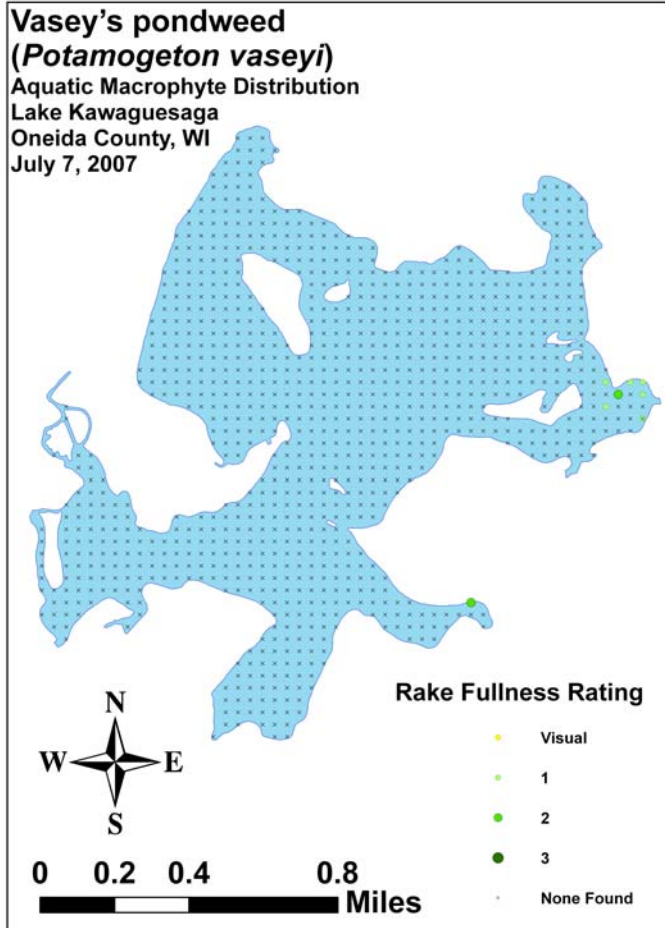 Vasey's pondweed
(Potamogeton vaseyi)
Aquatic Macrophyte Distribution
Lake Kawaguesaga
Oneida County, WI
July 7, 2007
Rake Fullness Rating
Visual
1
2
3
None Found
N
W E
S
0 0.2 0.4 0.8
Miles